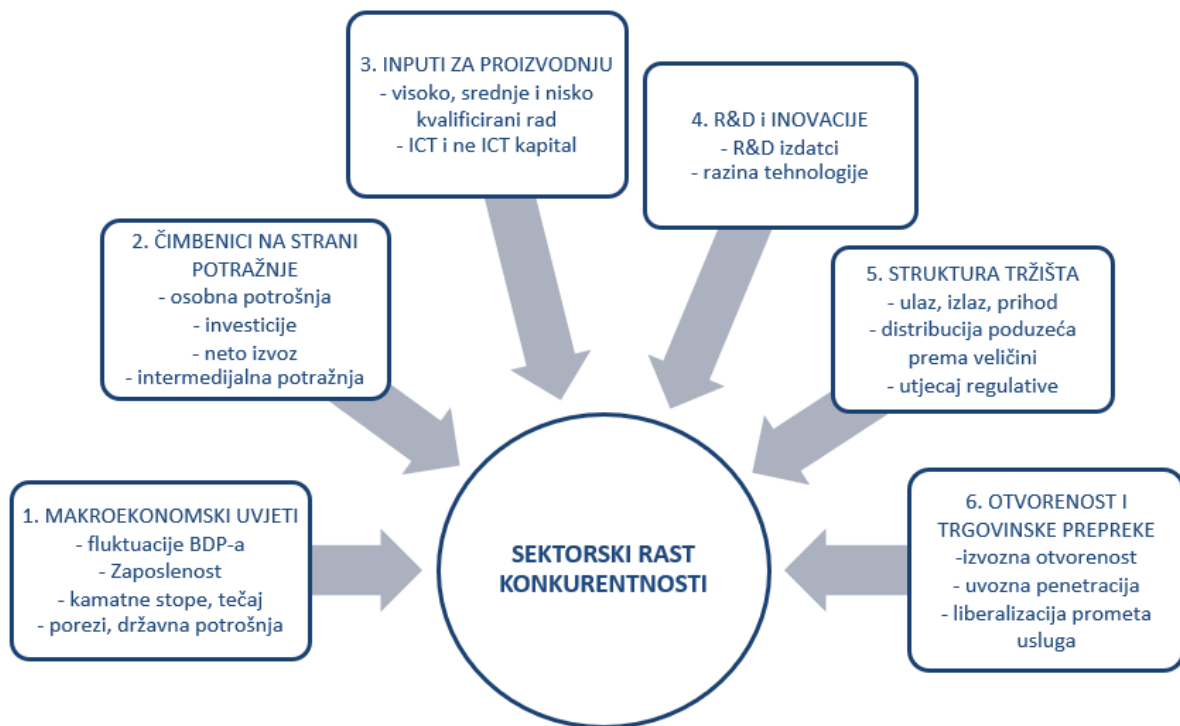 1. MAKROEKONOMSKI UVJETI
- fluktuacije BDP-a
- Zaposlenost
- kamatne stope, tečaj
- porezi, državna potrošnja
2. ČIMBENICI NA STRANI
POTRAŽNJE
- osobna potrošnja
- investicije
- neto izvoz
- intermedijalna potražnja
3. INPUTI ZA PROIZVODNJU
- visoko, srednje i nisko
kvalificirani rad
- ICT i ne ICT kapital
4. R&D i INOVACIJE
- R&D izdatci
- razina tehnologije
5. STRUKTURA TRŽIŠTA
- ulaz, izlaz, prihod
- distribucija poduzeća
prema veličini
- utjecaj regulative
6. OTVORENOST I
TRGOVINSKE PREPREKE
-izvozna otvorenost
- uvozna penetracija
- liberalizacija prometa
usluga
SEKTORSKI RAST
KONKURENTNOSTI